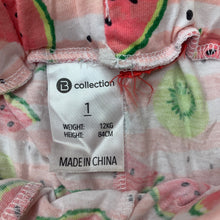 B collection
1
WEIGHT: 12KG
HEIGHT: 84CM
MADE IN CHINA